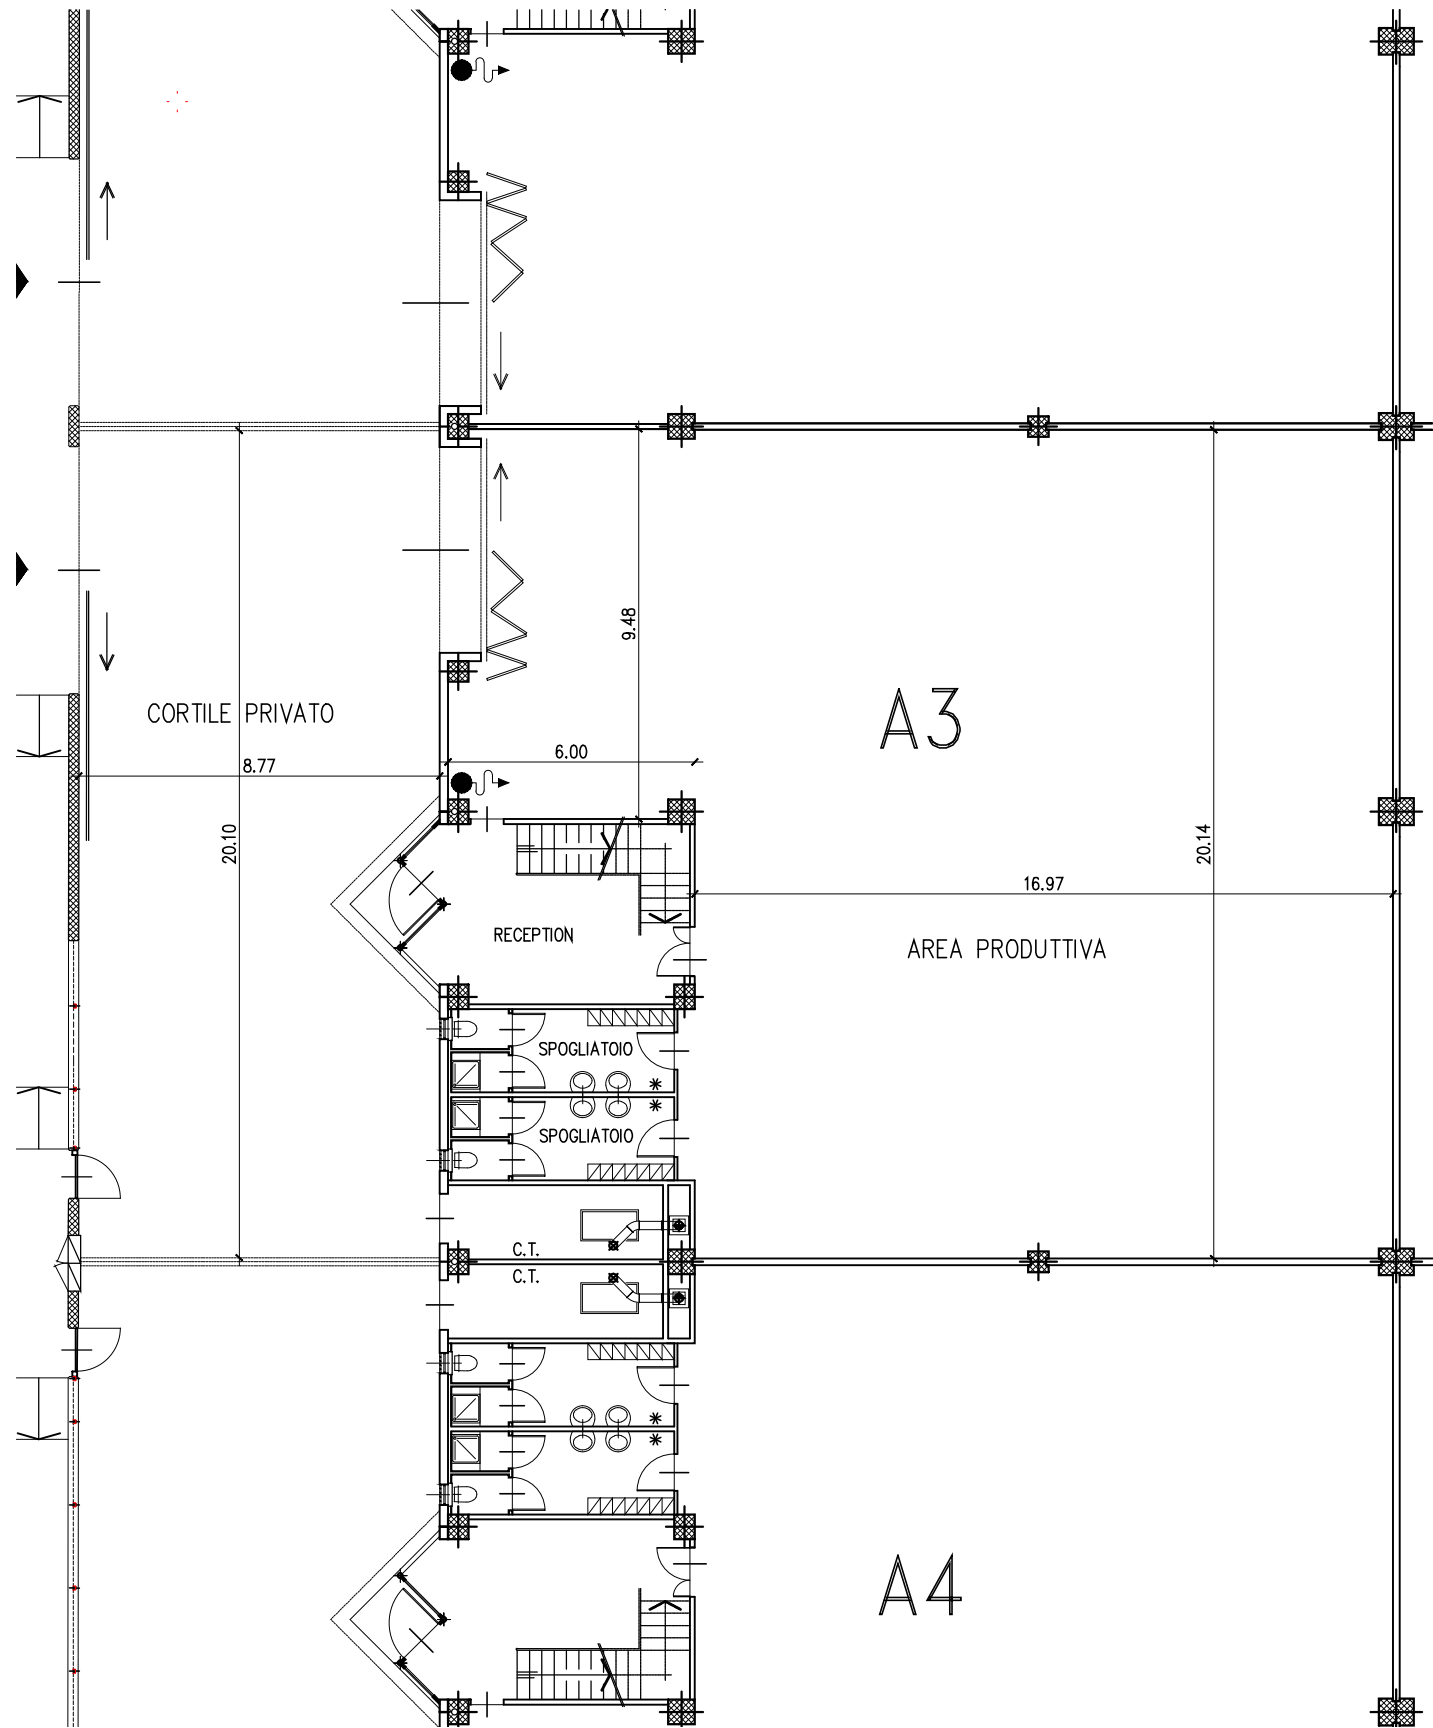 9.48
A3
CORTILE PRIVATO
6.00
8.77
20.10
20.14
16.97
RECEPTION
AREA PRODUTTIVA
SPOGLIATOIO
SPOGLIATOIO
C.T.
C.T.
A4